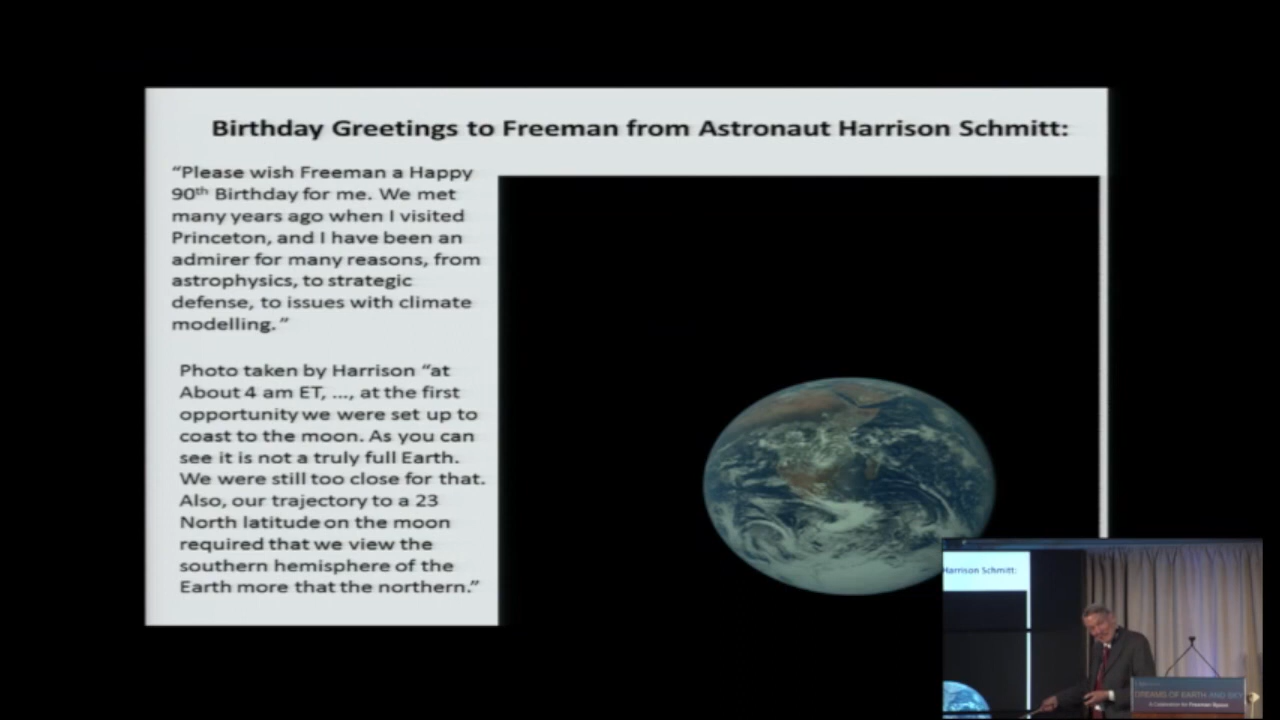 Birthday Greetings to Freeman from Astronaut Harrison Schmitt:
“Please wish Freeman a Happy
90th Birthday for me. We met
many years ago when I visited
Princeton, and I have been an
admirer for many reasons, from
astrophysics, to strategic
defense, to issues with climate
modelling.”
Photo taken by Harrison “at
About 4 am ET, ..., at the first
opportunity we were set up to
coast to the moon. As you can
see it is not a truly full Earth.
We were still too close for that.
Also, our trajectory to a 23
North latitude on the moon
required that we view the
southern hemisphere of the
Earth more that the northern.”
Harrison Schmitt:
DREAMS OF EARTH AND SKY
A Celebration for Freeman Dyson